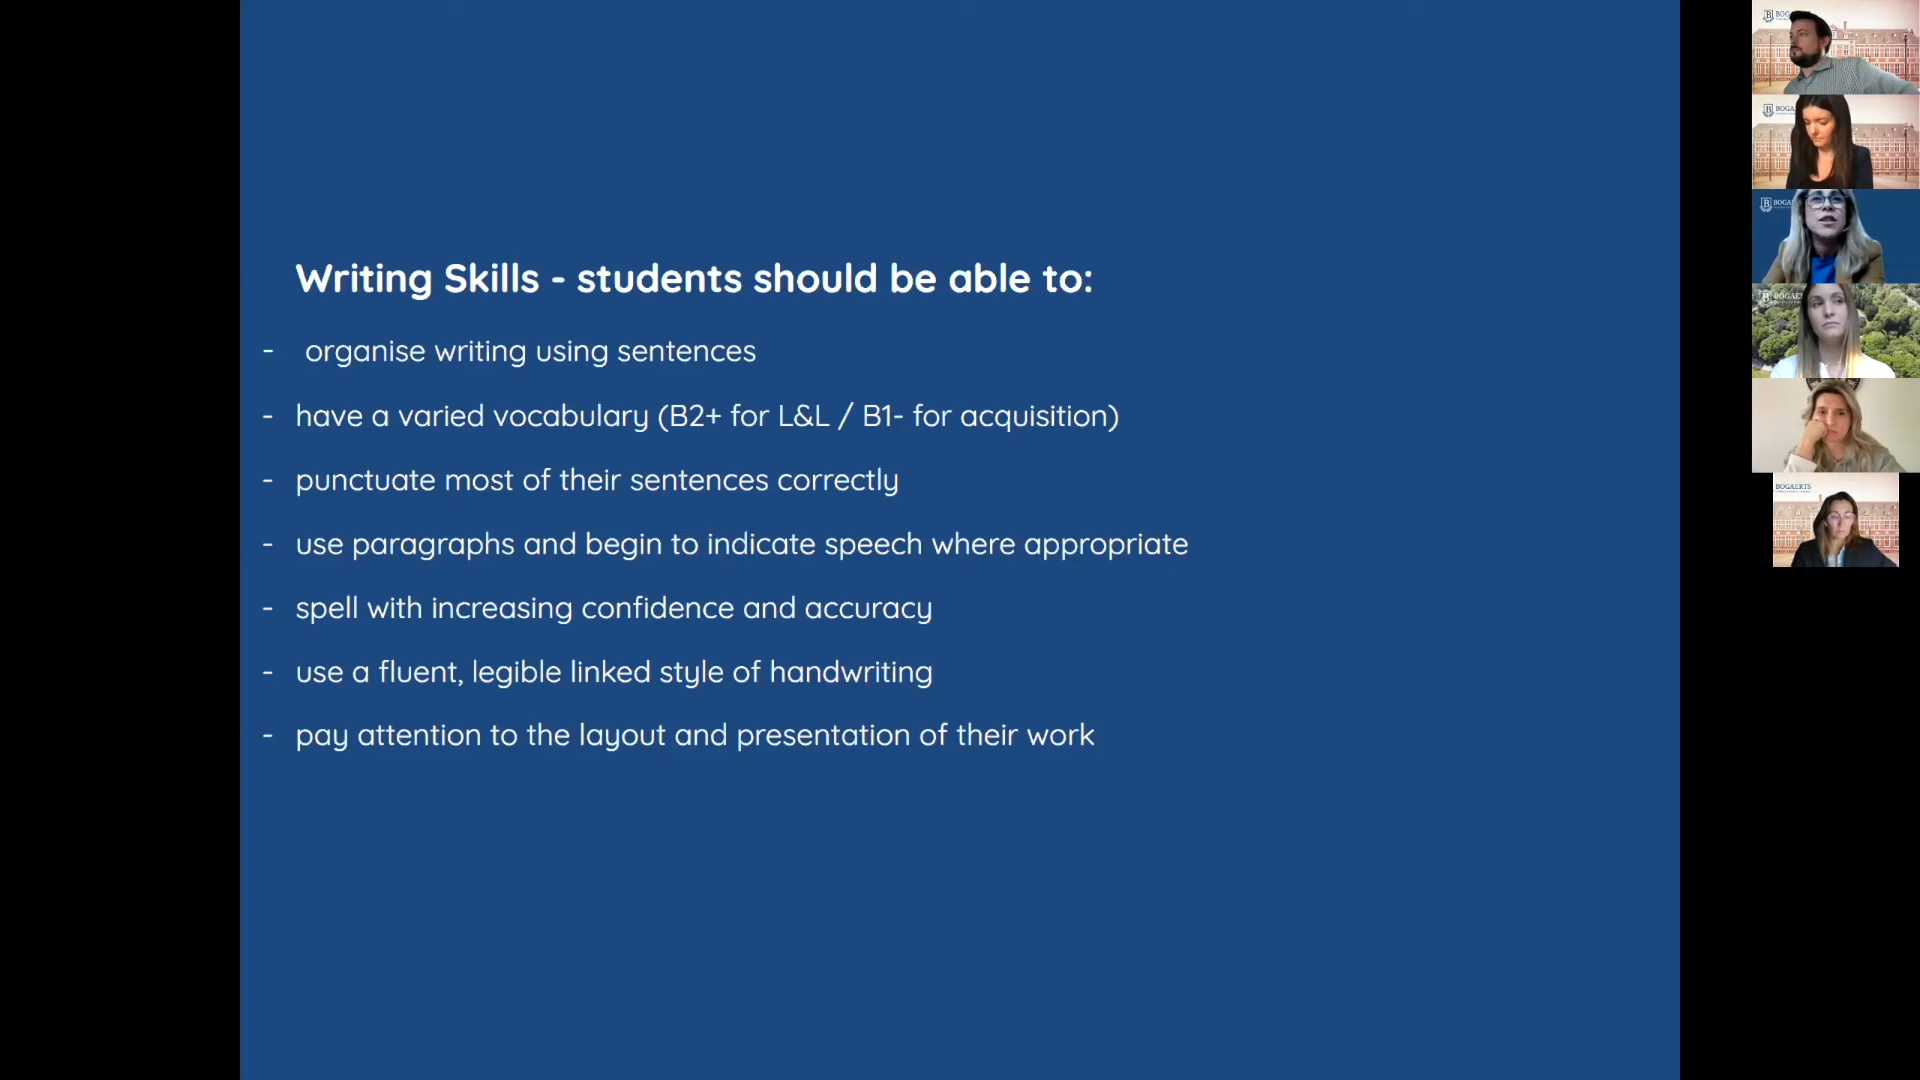 Writing Skills - students should be able to:
- organise writing using sentences
- have a varied vocabulary (B2+ for L&L / B1- for acquisition)
- punctuate most of their sentences correctly
- use paragraphs and begin to indicate speech where appropriate
- spell with increasing confidence and accuracy
- use a fluent, legible linked style of handwriting
- pay attention to the layout and presentation of their work
BOGAERTS